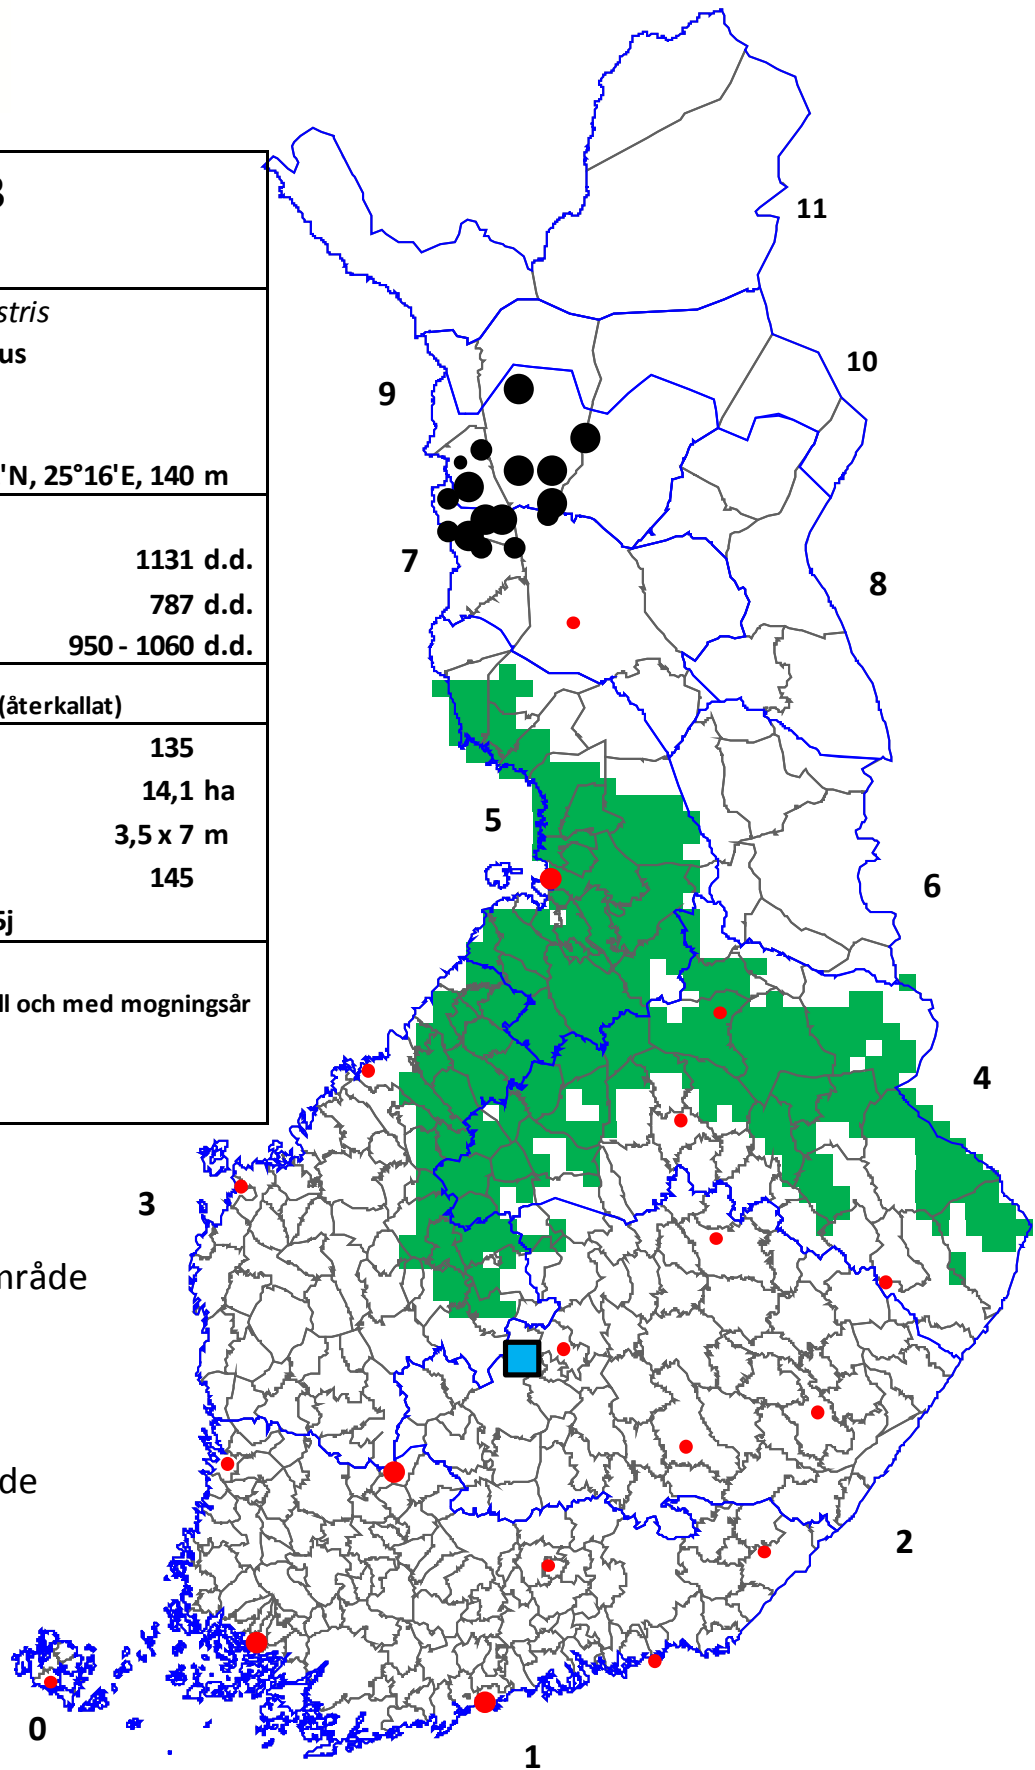 stris
us
'N, 25°16'E, 140 m
1131 d.d.
787 d.d.
950 - 1060 d.d.
(återkallat)
135
14,1 ha
3,5 x 7 m
145
5j
ll och med mogningsår
11
10
9
7
8
5
6
4
3
mråde
de
2
0
1